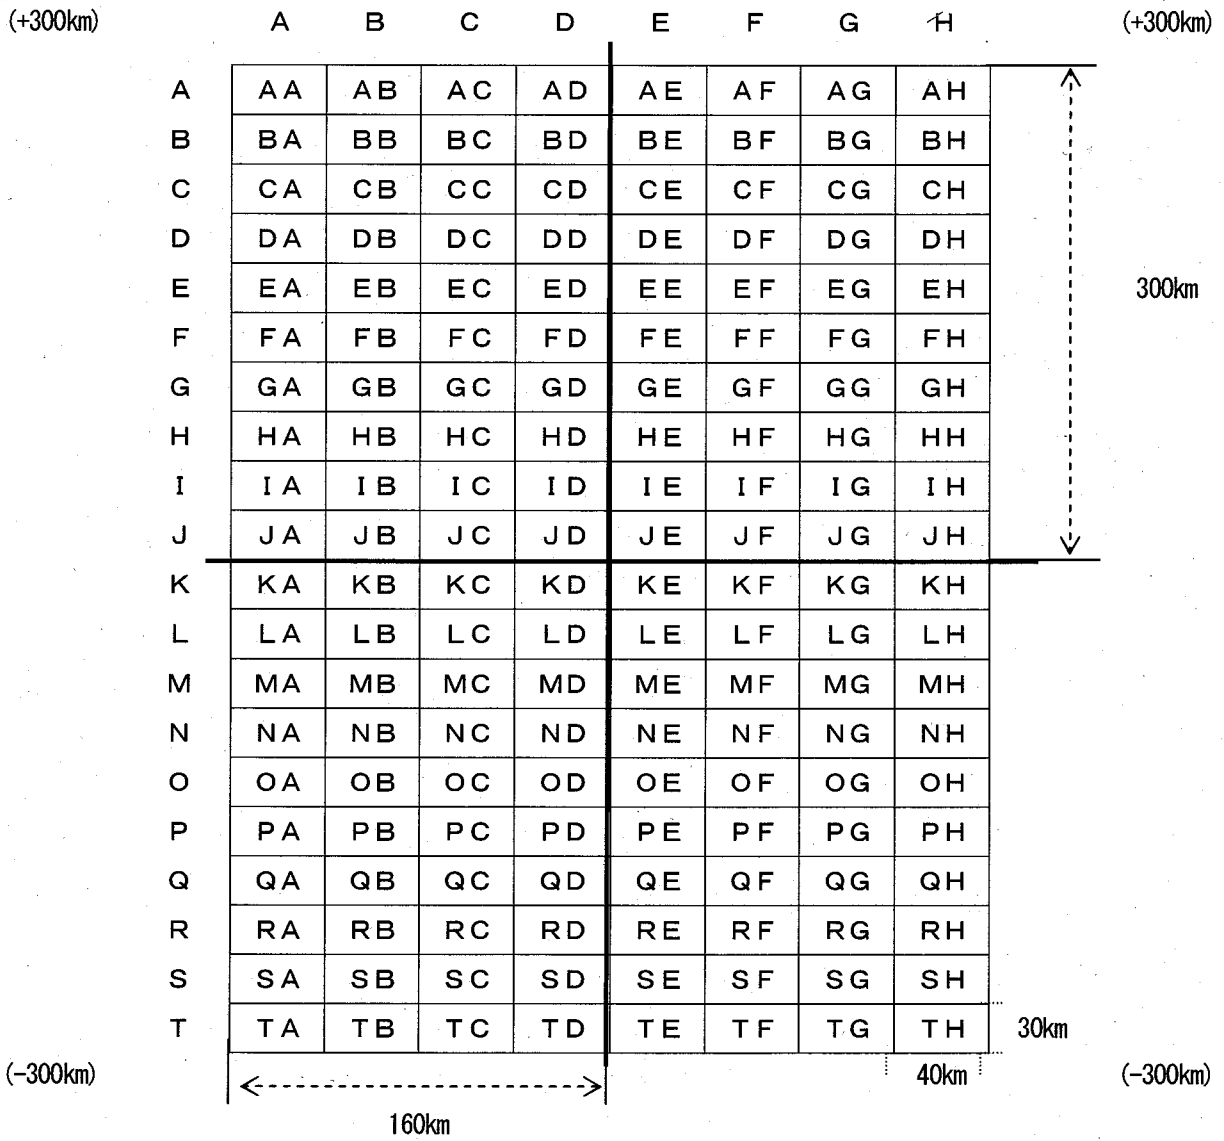 (+300km) A B C D E F G H (+300km)
A AA AB AC AD AE AF AG AH
B BA BB BC BD BE BF BG BH
C CA CB CC CD CE CF CG CH
D DA DB DC DD DE DF DG DH
E EA EB EC ED EE EF EG EH 300km
F FA FB FC FD FE FF FG FH
G GA GB GC GD GE GF GG GH
H HA HB HC HD HE HF HG HH
I IA IB IC ID IE IF IG IH
J JA JB JC JD JE JF JG JH
K KA KB KC KD KE KF KG KH
L LA LB LC LD LE LF LG LH
M MA MB MC MD ME MF MG MH
N NA NB NC ND NE NF NG NH
O OA OB OC OD OE OF OG OH
P PA PB PC PD PE PF PG PH
Q QA QB QC QD QE QF QG QH
R RA RB RC RD RE RF RG RH
S SA SB SC SD SE SF SG SH
T TA TB TC TD TE TF TG TH 30km
(-300km) 40km (-300km)
160km